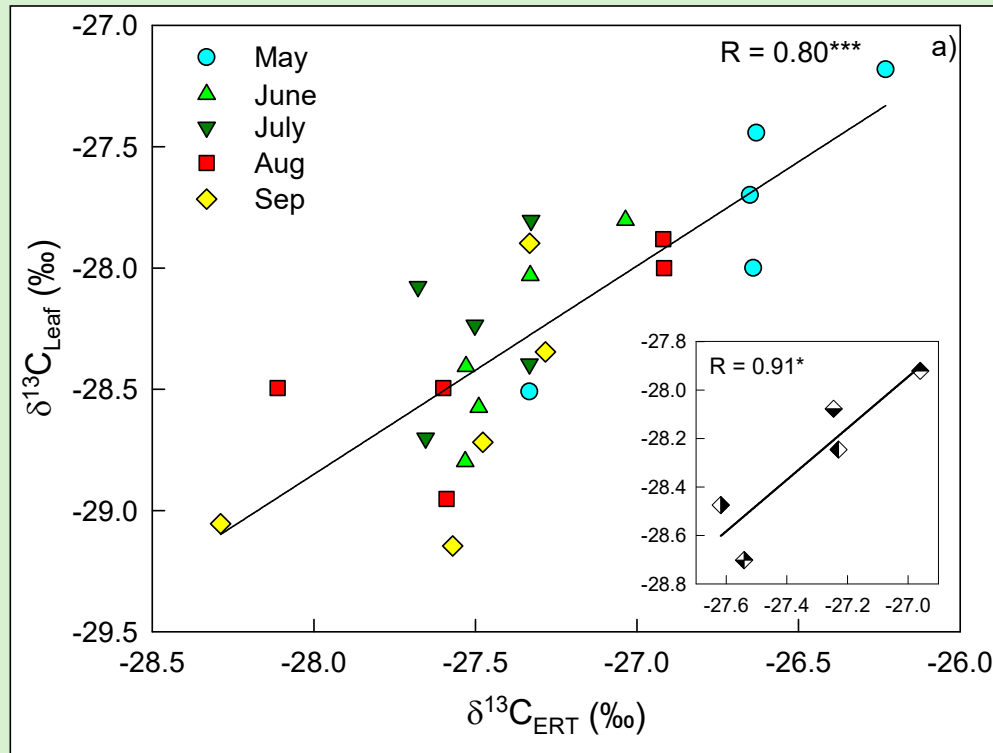 -27.0
-27.5
-28.0
-28.5
-29.0
-29.5
δ13CLeaf (‰)
May
June
July
Aug
Sep
R = 0.80***
a)
-28.5 -28.0 -27.5 -27.0 -26.5 -26.0
δ13CERT (‰)
R = 0.91*
-27.8
-28.0
-28.2
-28.4
-28.6
-28.8
-27.6 -27.4 -27.2 -27.0